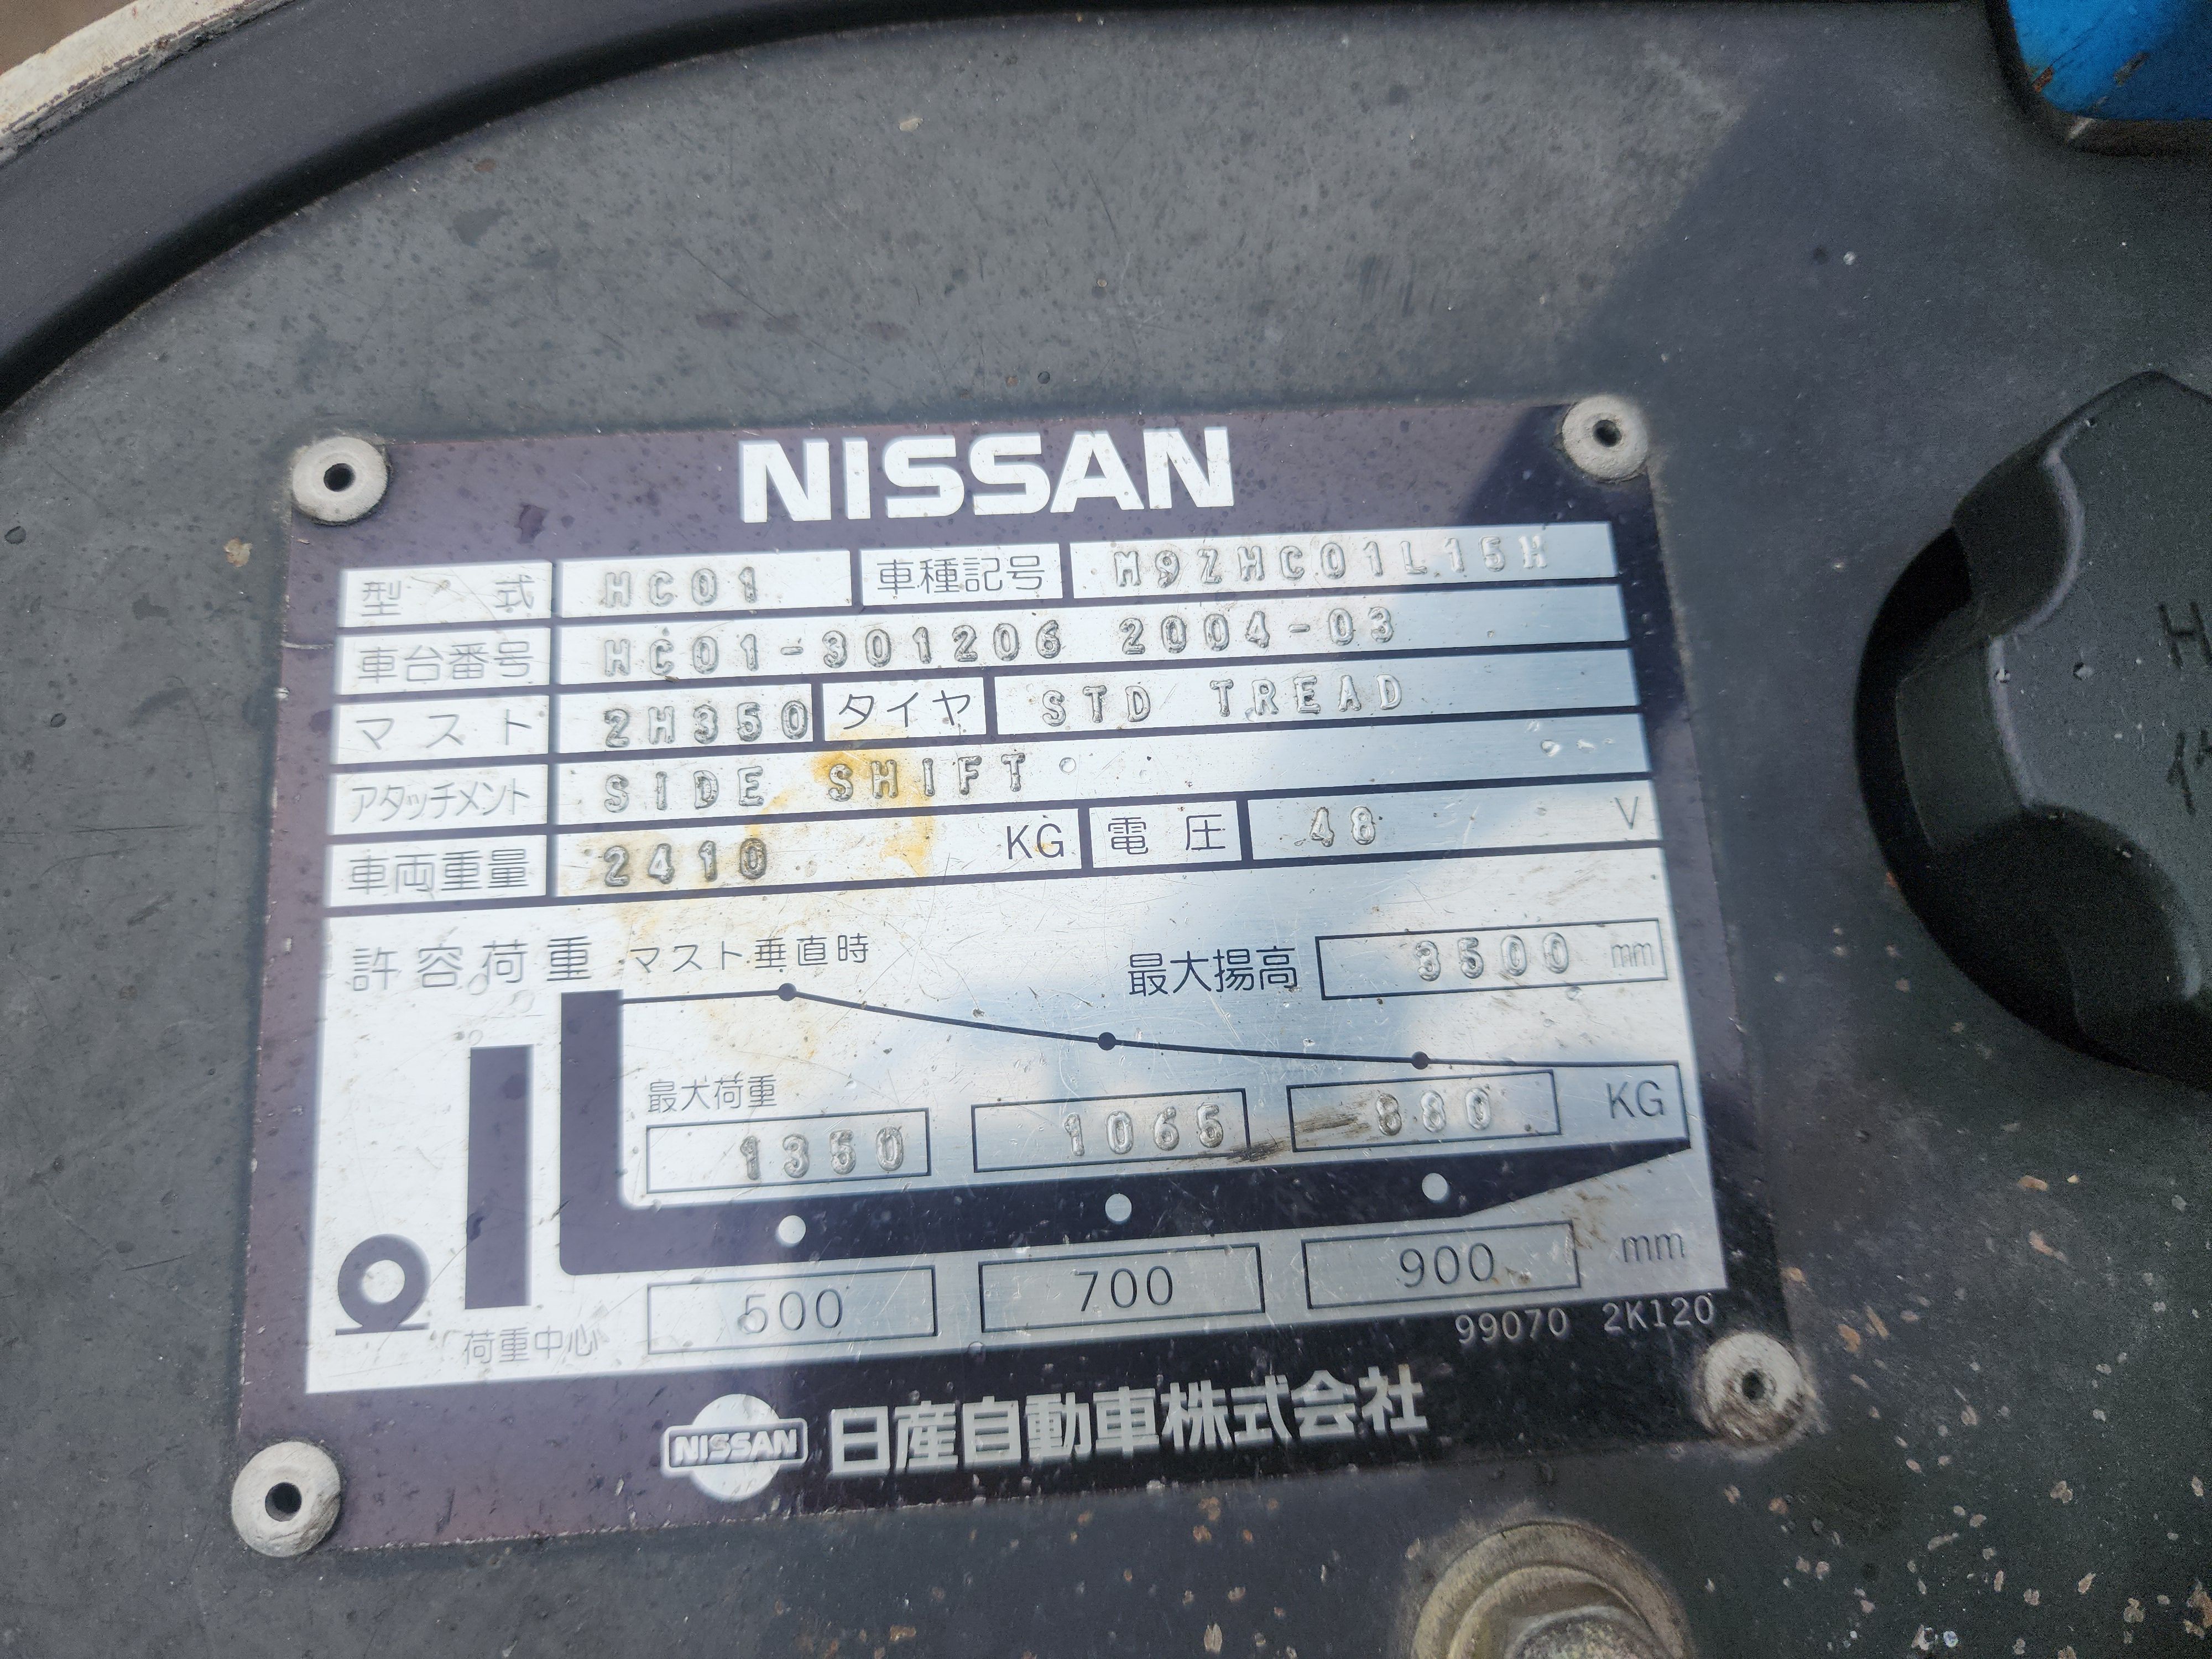 NISSAN
型式 HC01 車種記号 M9ZHC01L15H
車台番号 HC01-301206 2004-03
マスト 2H350 タイヤ STD TREAD
アタッチメント SIDE SHIFT
車両重量 2410 KG 電圧 48 V
許容荷重 マスト垂直時 最大揚高 3500 mm
最大荷重
1350 1065 880 KG
500 700 900 mm
荷重中心
99070 2K120
NISSAN 日産自動車株式会社